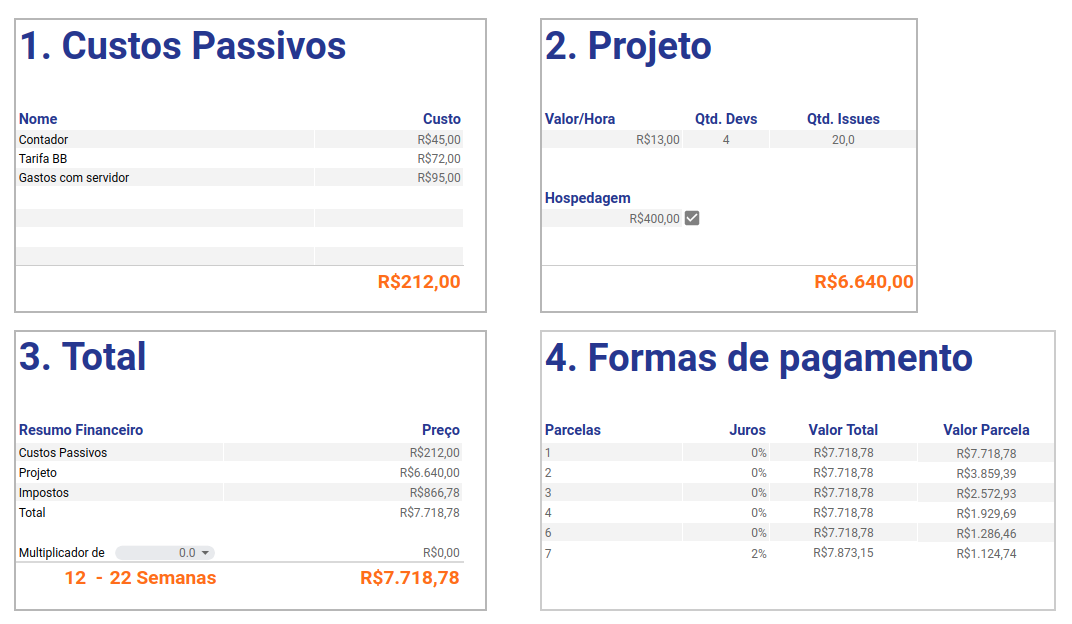 1. Custos Passivos
Nome Custo
Contador R$45,00
Tarifa BB R$72,00
Gastos com servidor R$95,00
R$212,00
2. Projeto
Valor/Hora Qtd. Devs Qtd. Issues
R$13,00 4 20,0
Hospedagem
R$400,00
R$6.640,00
3. Total
Resumo Financeiro Preço
Custos Passivos R$212,00
Projeto R$6.640,00
Impostos R$866,78
Total R$7.718,78
Multiplicador de 0.0 R$0,00
12 - 22 Semanas R$7.718,78
4. Formas de pagamento
Parcelas Juros Valor Total Valor Parcela
1 0% R$7.718,78 R$7.718,78
2 0% R$7.718,78 R$3.859,39
3 0% R$7.718,78 R$2.572,93
4 0% R$7.718,78 R$1.929,69
6 0% R$7.718,78 R$1.286,46
7 2% R$7.873,15 R$1.124,74